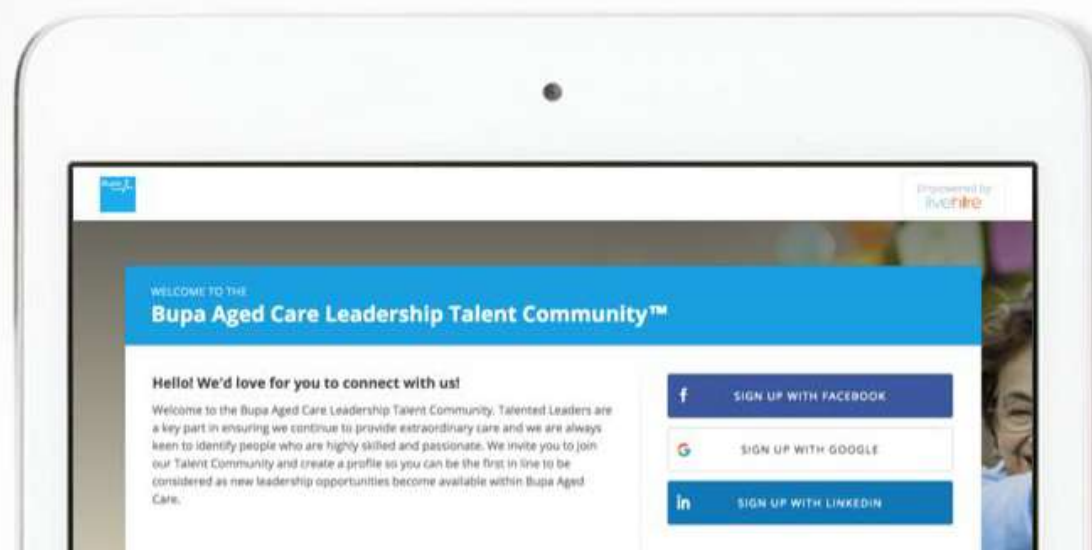 Bupa
Empowered by
livehire
WELCOME TO THE
Bupa Aged Care Leadership Talent Community™
Hello! We'd love for you to connect with us!
Welcome to the Bupa Aged Care Leadership Talent Community. Talented Leaders are
a key part in ensuring we continue to provide extraordinary care and we are always
keen to identify people who are highly skilled and passionate. We invite you to join
our Talent Community and create a profile so you can be the first in line to be
considered as new leadership opportunities become available within Bupa Aged
Care.
f SIGN UP WITH FACEBOOK
G SIGN UP WITH GOOGLE
in SIGN UP WITH LINKEDIN